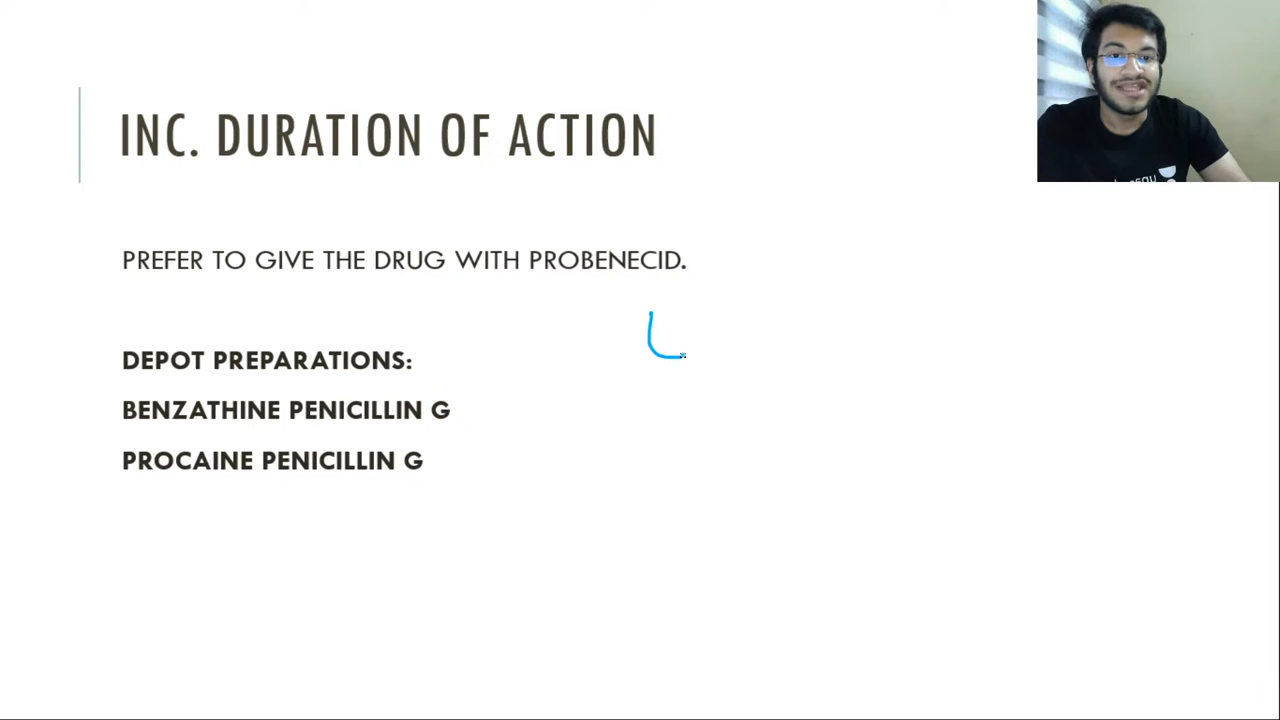 INC. DURATION OF ACTION
PREFER TO GIVE THE DRUG WITH PROBENECID.
DEPOT PREPARATIONS:
BENZATHINE PENICILLIN G
PROCAINE PENICILLIN G